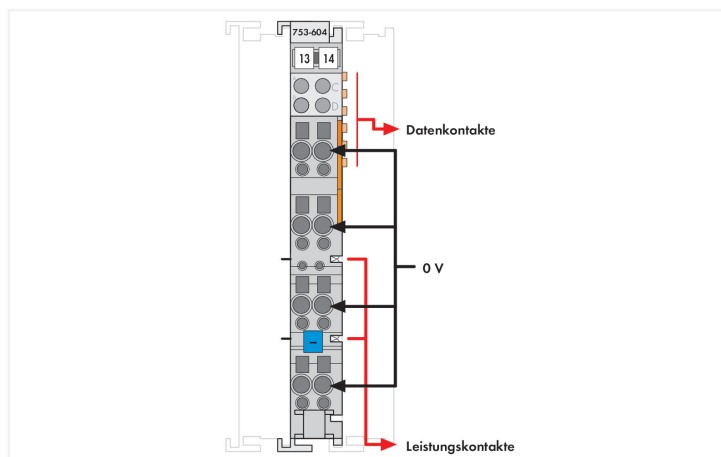 753-604
13 14
C
D
Datenkontakte
0 V
–
Leistungskontakte